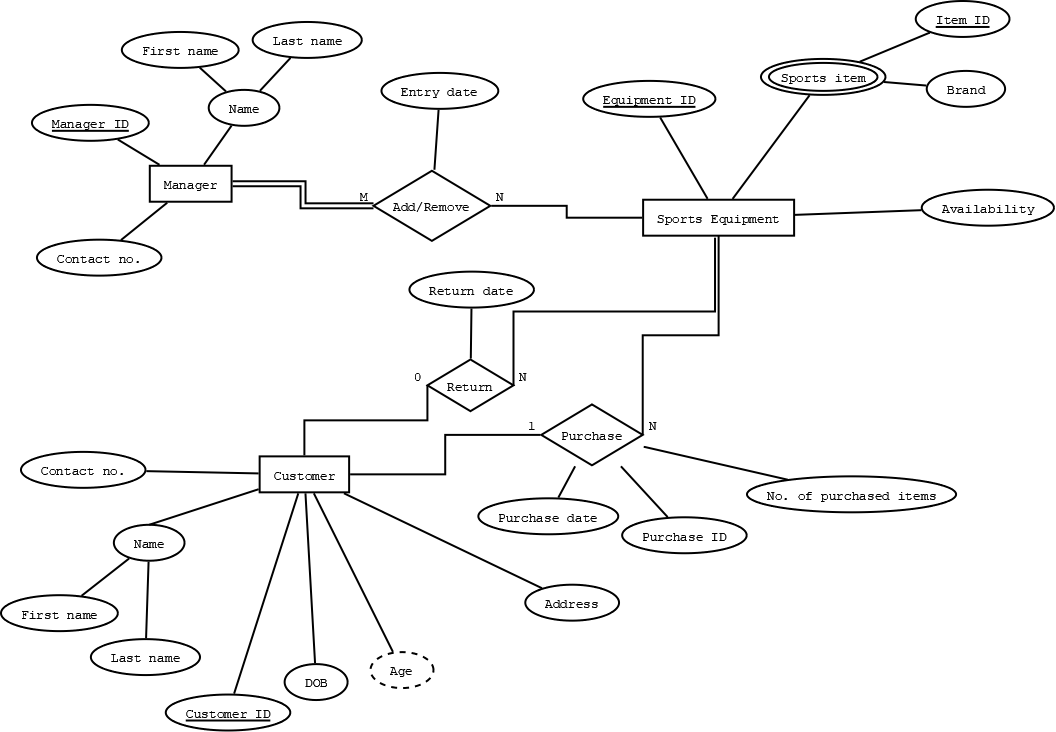 Item ID
First name
Last name
Sports item
Brand
Entry date
Equipment ID
Name
Manager ID
Manager
M
Add/Remove
N
Sports Equipment
Availability
Contact no.
Return date
0
Return
N
1
Purchase
N
Contact no.
Customer
No. of purchased items
Purchase date
Purchase ID
Name
Address
First name
Last name
Age
DOB
Customer ID